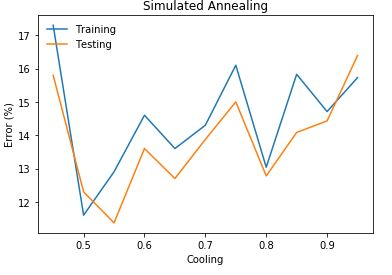 Simulated Annealing
Training
Testing
17
16
15
14
13
12
Error (%)
0.5 0.6 0.7 0.8 0.9
Cooling